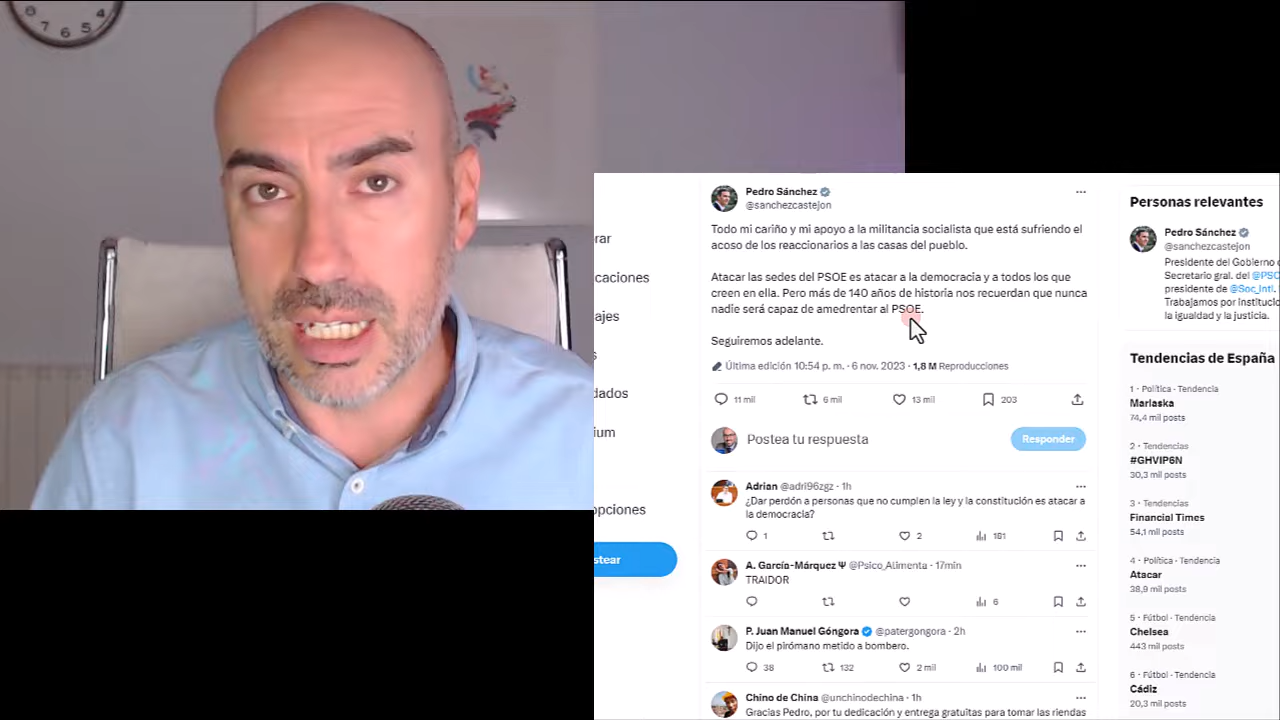 8 7 6 5 4
rar
icaciones
ajes
s
dados
ium
opciones
stear
Pedro Sánchez
@sanchezcastejon
Todo mi cariño y mi apoyo a la militancia socialista que está sufriendo el
acoso de los reaccionarios a las casas del pueblo.
Atacar las sedes del PSOE es atacar a la democracia y a todos los que
creen en ella. Pero más de 140 años de historia nos recuerdan que nunca
nadie será capaz de amedrentar al PSOE.
Seguiremos adelante.
Última edición 10:54 p. m. · 6 nov. 2023 · 1,8 M Reproducciones
11 mil 6 mil 13 mil 203
Postea tu respuesta
Responder
Adrian @adri96zgz · 1h
¿Dar perdón a personas que no cumplen la ley y la constitución es atacar a
la democracia?
1 2 181
A. García-Márquez Ψ @Psico_Alimenta · 17min
TRAIDOR
6
P. Juan Manuel Góngora @patergongora · 2h
Dijo el pirómano metido a bombero.
38 132 2 mil 100 mil
Chino de China @unchinodechina · 1h
Gracias Pedro, por tu dedicación y entrega gratuitas para tomar las riendas
Personas relevantes
Pedro Sánchez
@sanchezcastejon
Presidente del Gobierno d
Secretario gral. del @PSO
presidente de @Soc_Intl.
Trabajamos por Institucio
la igualdad y la justicia.
Tendencias de España
1 · Política · Tendencia
Marlaska
74,4 mil posts
2 · Tendencias
#GHVIP6N
30,3 mil posts
3 · Tendencias
Financial Times
54,1 mil posts
4 · Política · Tendencia
Atacar
38,9 mil posts
5 · Fútbol · Tendencia
Chelsea
443 mil posts
6 · Fútbol · Tendencia
Cádiz
20,3 mil posts